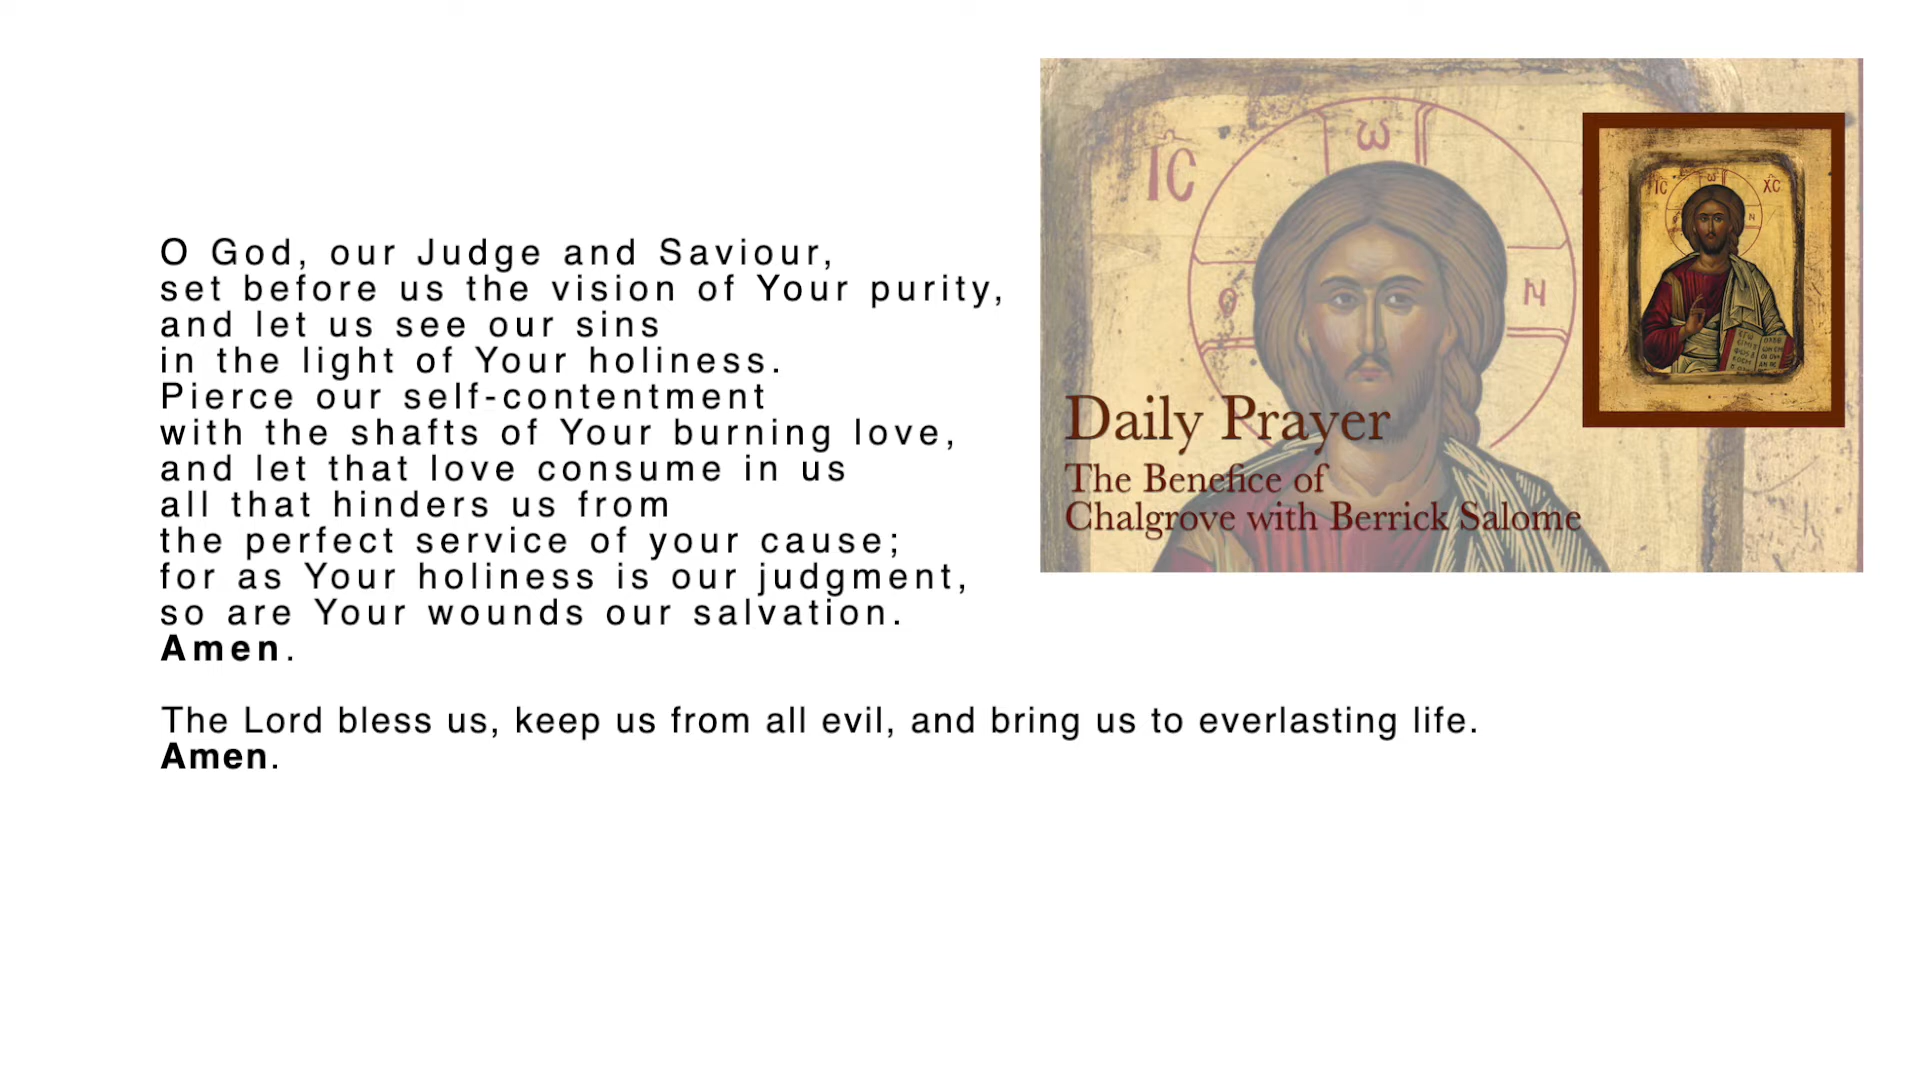 O God, our Judge and Saviour,
set before us the vision of Your purity,
and let us see our sins
in the light of Your holiness.
Pierce our self-contentment
with the shafts of Your burning love,
and let that love consume in us
all that hinders us from
the perfect service of your cause;
for as Your holiness is our judgment,
so are Your wounds our salvation.
Amen.
The Lord bless us, keep us from all evil, and bring us to everlasting life.
Amen.
IC
ω
N
Daily Prayer
The Benefice of
Chalgrove with Berrick Salome
IC
ω
XC
N